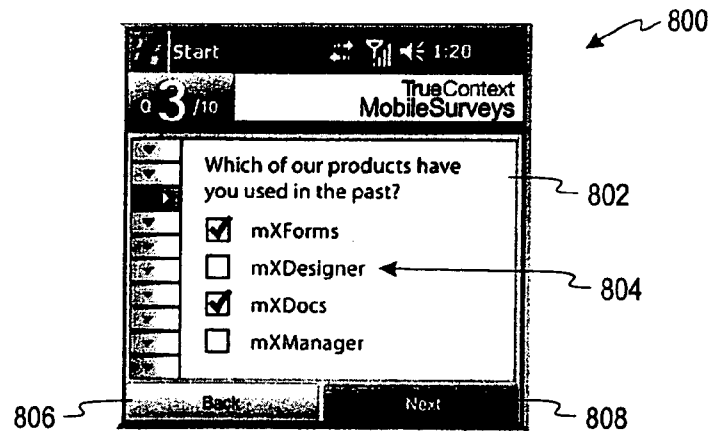 800
Start 1:20
Q 3 /10
TrueContext
MobileSurveys
Which of our products have
you used in the past?
802
mXForms
mXDesigner
804
mXDocs
mXManager
806 Back Next 808